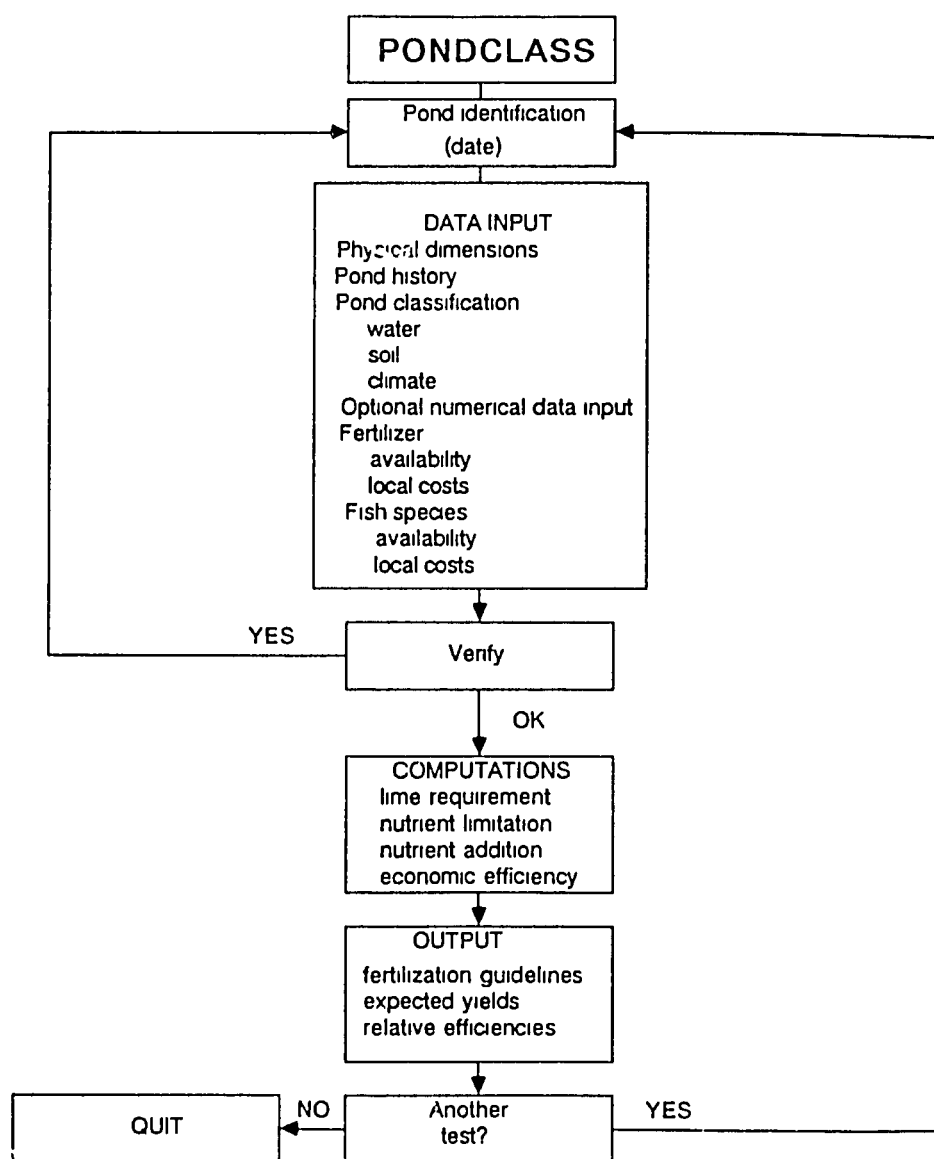 PONDCLASS
Pond identification
(date)
DATA INPUT
Physical dimensions
Pond history
Pond classification
water
soil
climate
Optional numerical data input
Fertilizer
availability
local costs
Fish species
availability
local costs
YES
Verify
OK
COMPUTATIONS
lime requirement
nutrient limitation
nutrient addition
economic efficiency
OUTPUT
fertilization guidelines
expected yields
relative efficiencies
QUIT
NO
Another
test?
YES